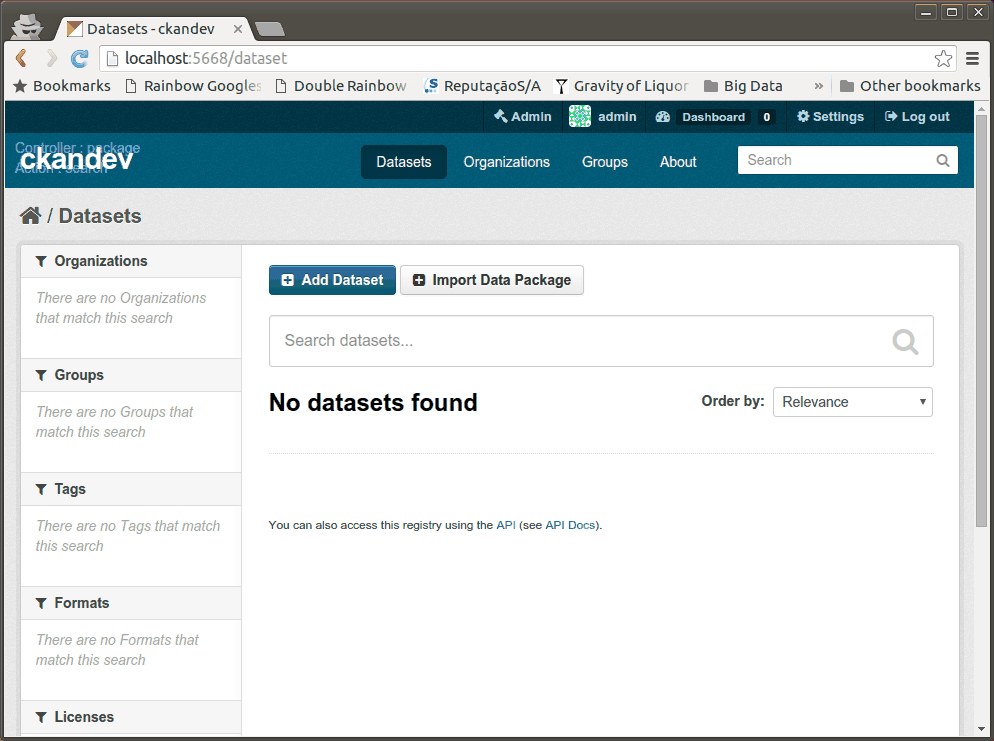 Datasets - ckandev
localhost:5668/dataset
Bookmarks Rainbow Googles Double Rainbow ReputaçãoS/A Gravity of Liquor Big Data » Other bookmarks
Admin admin Dashboard 0 Settings Log out
Controller : package
ckandev
Action : search
Datasets Organizations Groups About Search
/ Datasets
Organizations
There are no Organizations
that match this search
Groups
There are no Groups that
match this search
Tags
There are no Tags that match
this search
Formats
There are no Formats that
match this search
Licenses
Add Dataset Import Data Package
Search datasets...
No datasets found
Order by: Relevance
You can also access this registry using the API (see API Docs).